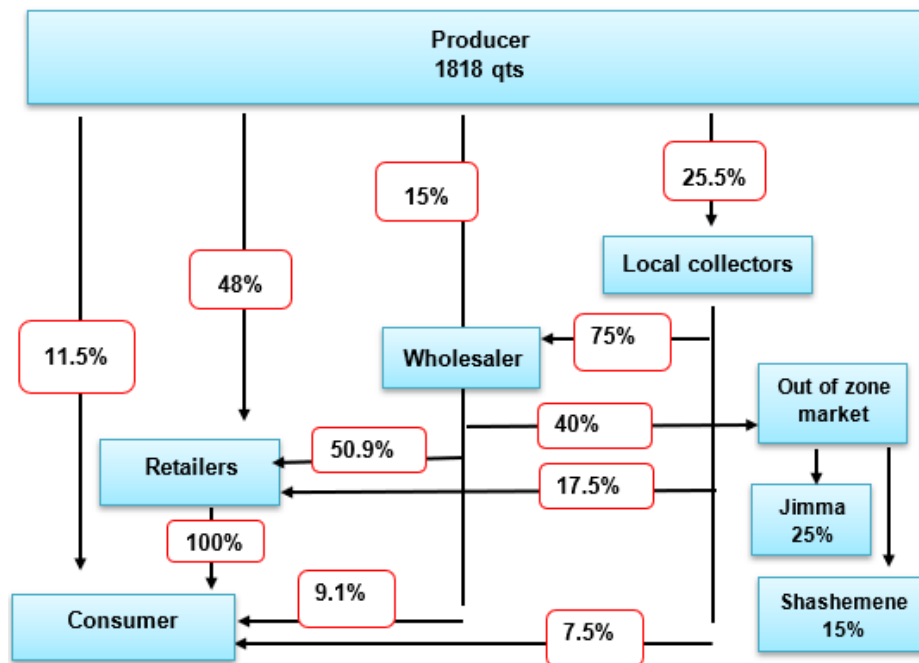 Producer
1818 qts
15%
25.5%
Local collectors
48%
11.5%
Wholesaler
75%
Out of zone
market
40%
50.9%
Retailers
17.5%
Jimma
25%
100%
9.1%
Consumer
7.5%
Shashemene
15%